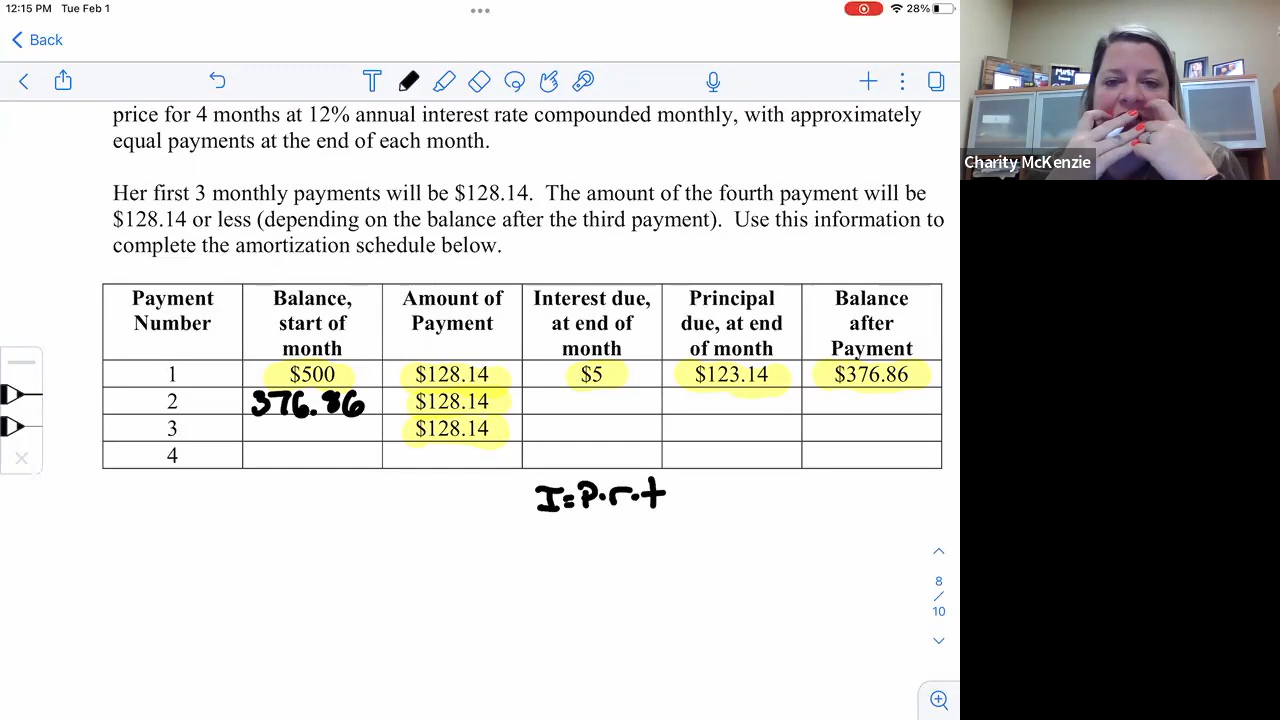 12:15 PM Tue Feb 1
28%
Back
price for 4 months at 12% annual interest rate compounded monthly, with approximately
equal payments at the end of each month.
Her first 3 monthly payments will be $128.14. The amount of the fourth payment will be
$128.14 or less (depending on the balance after the third payment). Use this information to
complete the amortization schedule below.
Payment Number Balance, start of month Amount of Payment Interest due, at end of month Principal due, at end of month Balance after Payment
1 $500 $128.14 $5 $123.14 $376.86
2 376.86 $128.14
3 $128.14
4
I=P·r·t
8
/
10
Charity McKenzie